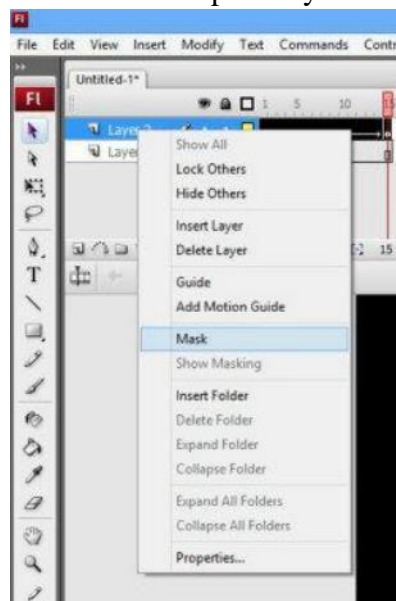 Fl
File Edit View Insert Modify Text Commands
Untitled-1*
Fl
1 5 10 15
Show All
Lock Others
Hide Others
Insert Layer
Delete Layer
15
T
Guide
Add Motion Guide
Mask
Show Masking
Insert Folder
Delete Folder
Expand Folder
Collapse Folder
Expand All Folders
Collapse All Folders
Properties...